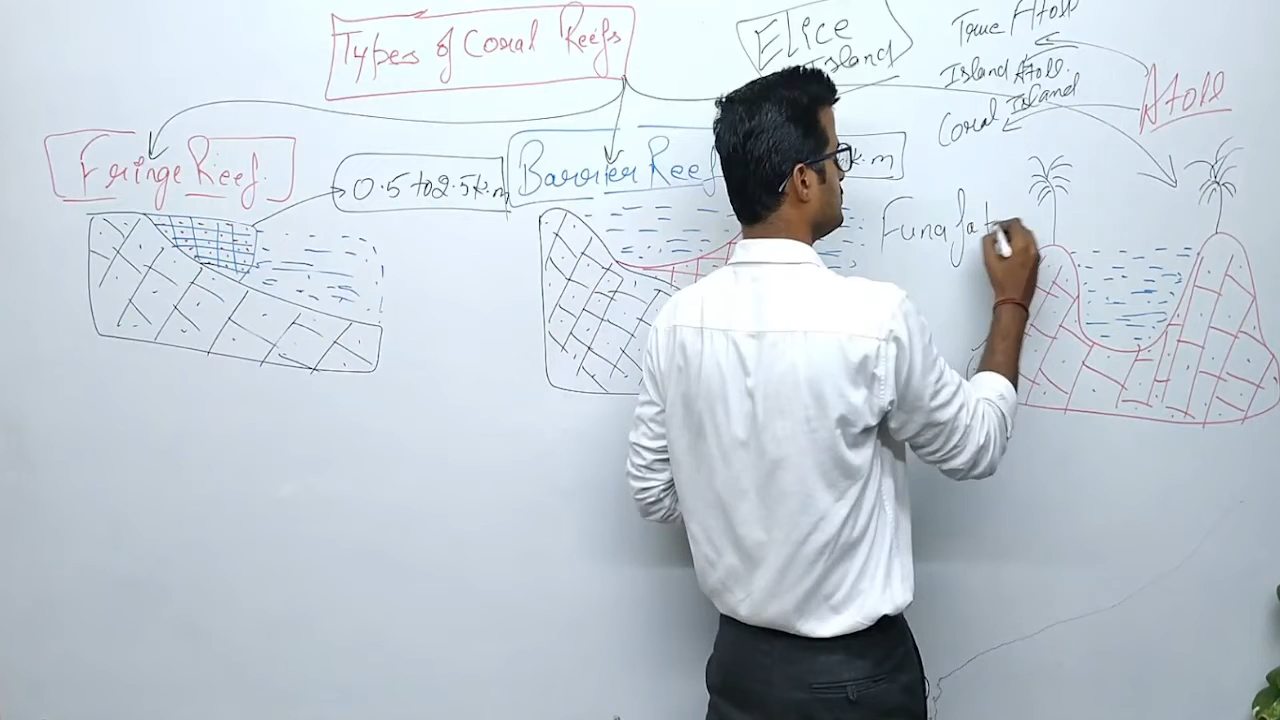 Types of Coral Reefs
Elice
Island
True Atoll
Island Atoll.
Coral Island
Atoll
Fringe Reef.
0.5 to 2.5 k.m
Barrier Reef
k.m
Funafat